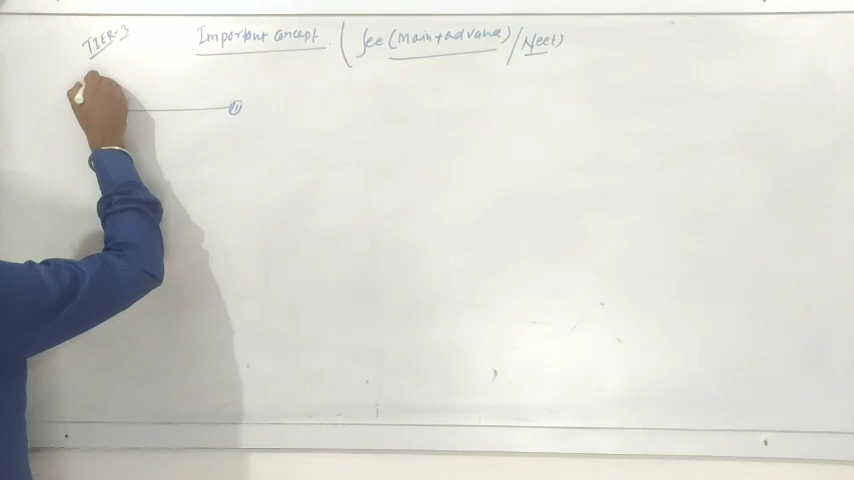 TIER-3
Important Concept. (Jee (Main+advance) / Neet)